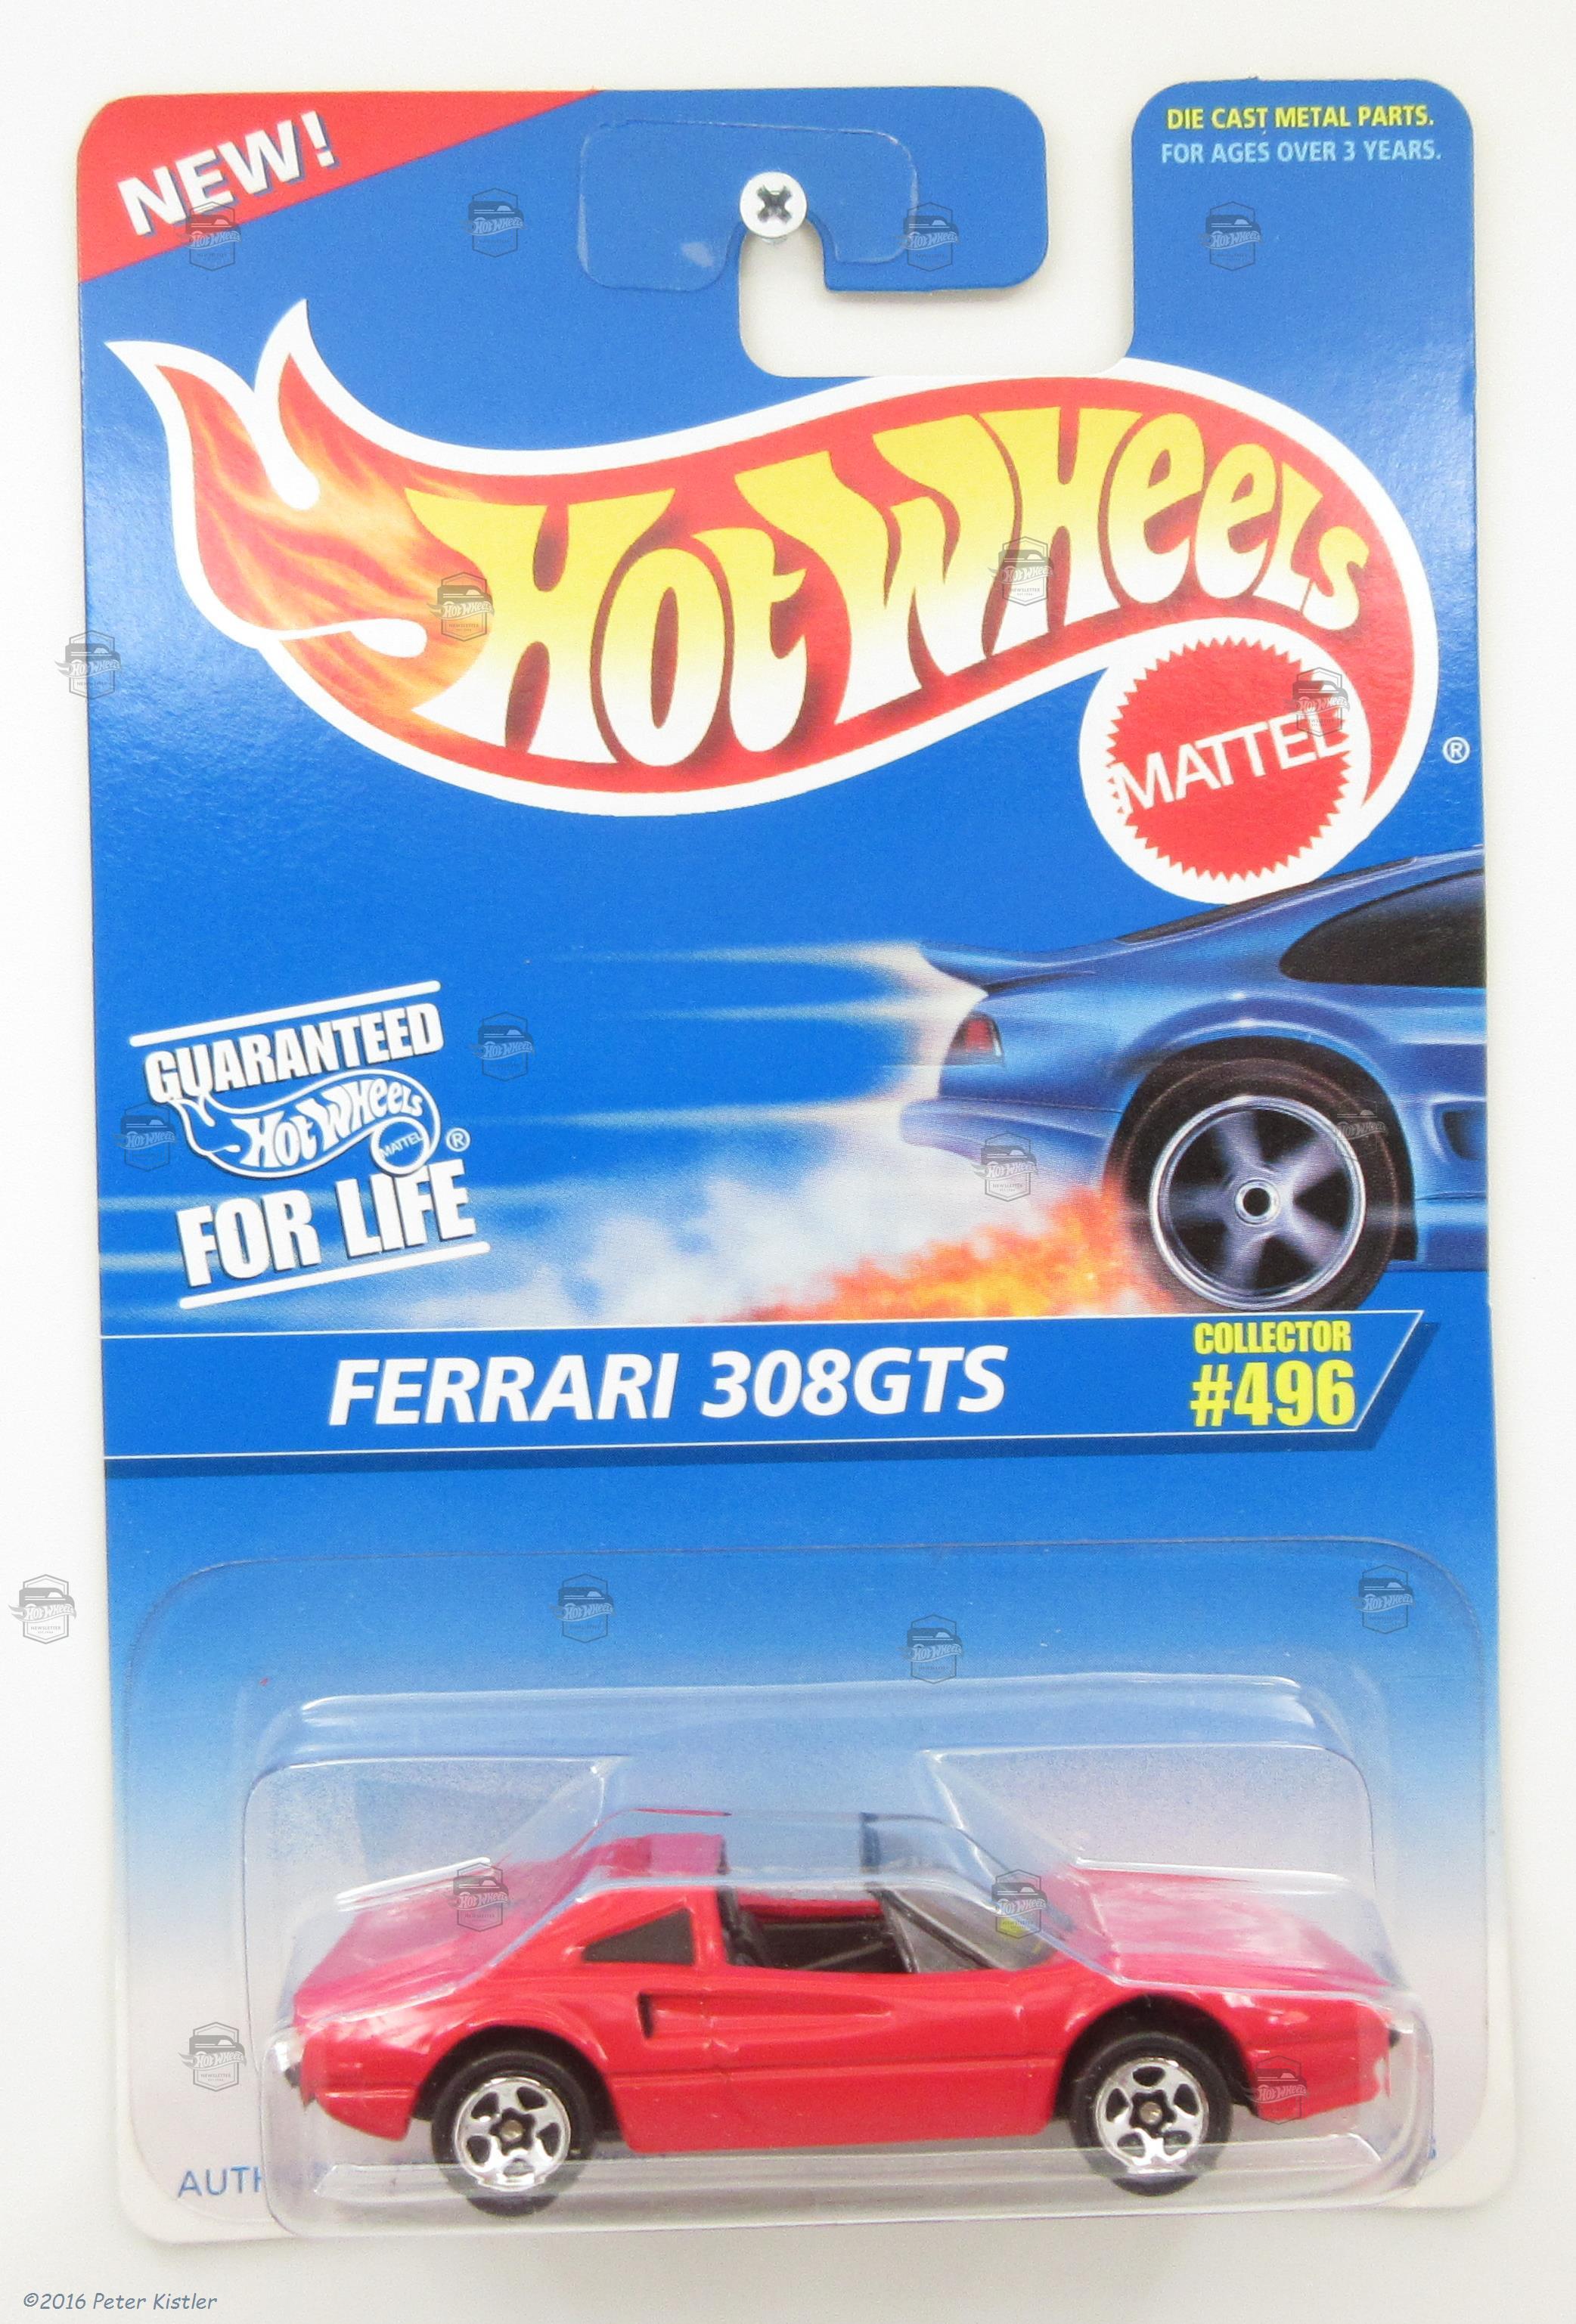 NEW!
DIE CAST METAL PARTS.
FOR AGES OVER 3 YEARS.
Hot Wheels
MATTEL
®
GUARANTEED
Hot Wheels
MATTEL ®
FOR LIFE
FERRARI 308GTS
COLLECTOR
#496
©2016 Peter Kistler